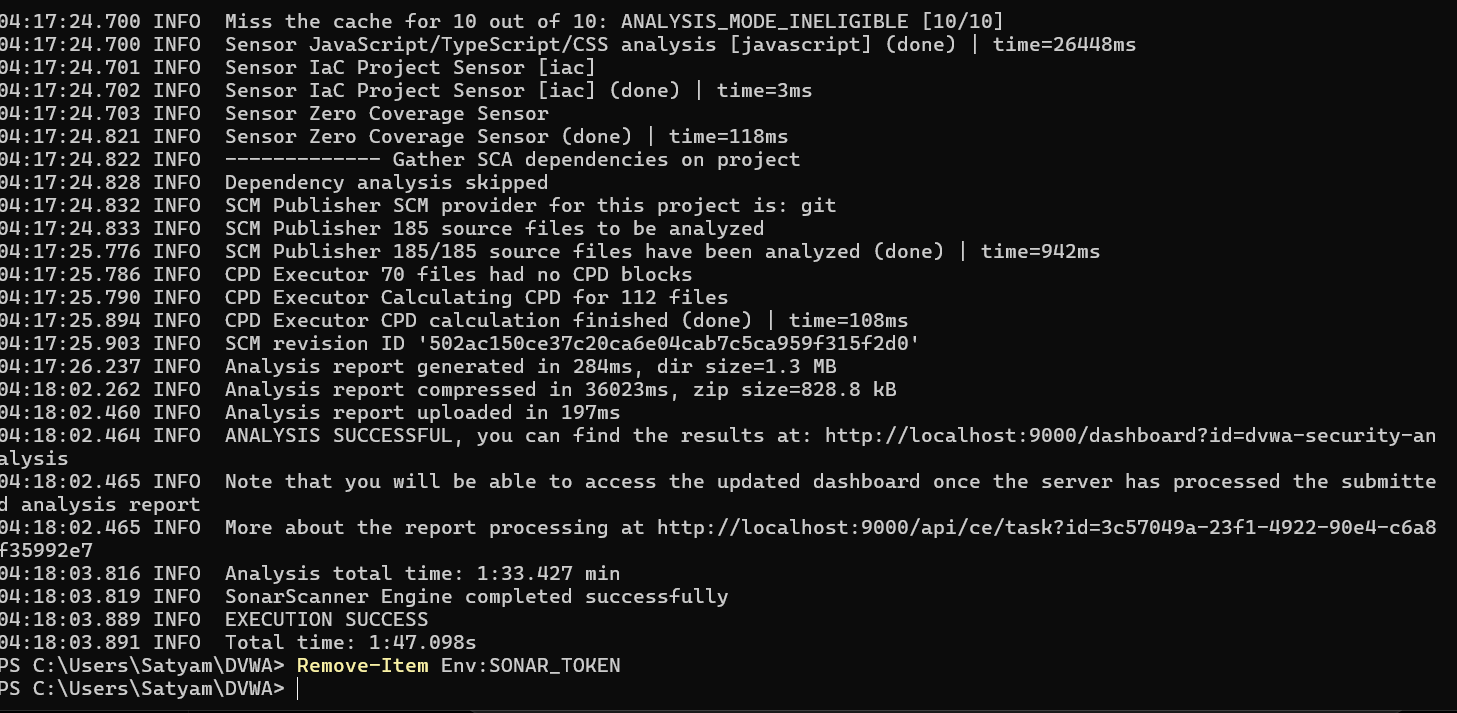 04:17:24.700 INFO  Miss the cache for 10 out of 10: ANALYSIS_MODE_INELIGIBLE [10/10]
04:17:24.700 INFO  Sensor JavaScript/TypeScript/CSS analysis [javascript] (done) | time=26448ms
04:17:24.701 INFO  Sensor IaC Project Sensor [iac]
04:17:24.702 INFO  Sensor IaC Project Sensor [iac] (done) | time=3ms
04:17:24.703 INFO  Sensor Zero Coverage Sensor
04:17:24.821 INFO  Sensor Zero Coverage Sensor (done) | time=118ms
04:17:24.822 INFO  ------------- Gather SCA dependencies on project
04:17:24.828 INFO  Dependency analysis skipped
04:17:24.832 INFO  SCM Publisher SCM provider for this project is: git
04:17:24.833 INFO  SCM Publisher 185 source files to be analyzed
04:17:25.776 INFO  SCM Publisher 185/185 source files have been analyzed (done) | time=942ms
04:17:25.786 INFO  CPD Executor 70 files had no CPD blocks
04:17:25.790 INFO  CPD Executor Calculating CPD for 112 files
04:17:25.894 INFO  CPD Executor CPD calculation finished (done) | time=108ms
04:17:25.903 INFO  SCM revision ID '502ac150ce37c20ca6e04cab7c5ca959f315f2d0'
04:17:26.237 INFO  Analysis report generated in 284ms, dir size=1.3 MB
04:18:02.262 INFO  Analysis report compressed in 36023ms, zip size=828.8 kB
04:18:02.460 INFO  Analysis report uploaded in 197ms
04:18:02.464 INFO  ANALYSIS SUCCESSFUL, you can find the results at: http://localhost:9000/dashboard?id=dvwa-security-an
alysis
04:18:02.465 INFO  Note that you will be able to access the updated dashboard once the server has processed the submitte
d analysis report
04:18:02.465 INFO  More about the report processing at http://localhost:9000/api/ce/task?id=3c57049a-23f1-4922-90e4-c6a8
f35992e7
04:18:03.816 INFO  Analysis total time: 1:33.427 min
04:18:03.819 INFO  SonarScanner Engine completed successfully
04:18:03.889 INFO  EXECUTION SUCCESS
04:18:03.891 INFO  Total time: 1:47.098s
PS C:\Users\Satyam\DVWA> Remove-Item Env:SONAR_TOKEN
PS C:\Users\Satyam\DVWA>